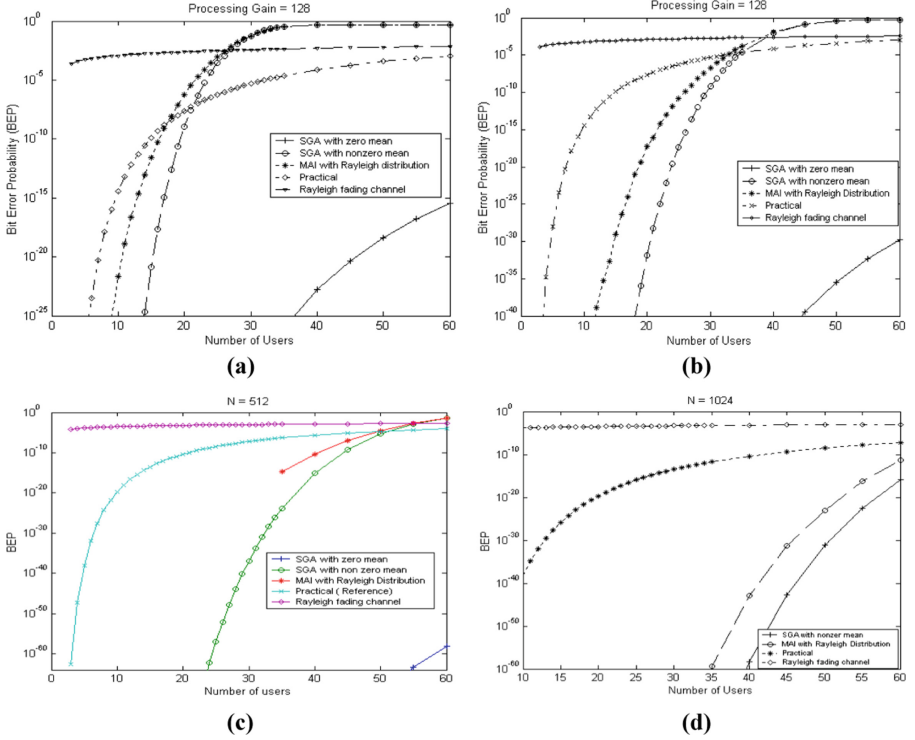 Processing Gain = 128
Bit Error Probability (BEP)
10^0
10^-5
10^-10
10^-15
10^-20
10^-25
0 10 20 30 40 50 60
Number of Users
SGA with zero mean
SGA with nonzero mean
MAI with Rayleigh distribution
Practical
Rayleigh fading channel
(a)
Processing Gain = 128
Bit Error Probability (BEP)
10^0
10^-5
10^-10
10^-15
10^-20
10^-25
10^-30
10^-35
10^-40
0 10 20 30 40 50 60
Number of Users
SGA with zero mean
SGA with nonzero mean
MAI with Rayleigh Distribution
Practical
Rayleigh fading channel
(b)
N = 512
BEP
10^0
10^-10
10^-20
10^-30
10^-40
10^-50
10^-60
0 10 20 30 40 50 60
Number of users
SGA with zero mean
SGA with non zero mean
MAI with Rayleigh Distribution
Practical ( Reference)
Rayleigh fading channel
(c)
N = 1024
BEP
10^0
10^-10
10^-20
10^-30
10^-40
10^-50
10^-60
10 15 20 25 30 35 40 45 50 55 60
Number of Users
SGA with nonzer mean
MAI with Rayleigh Distribution
Practical
Rayleigh fading channel
(d)